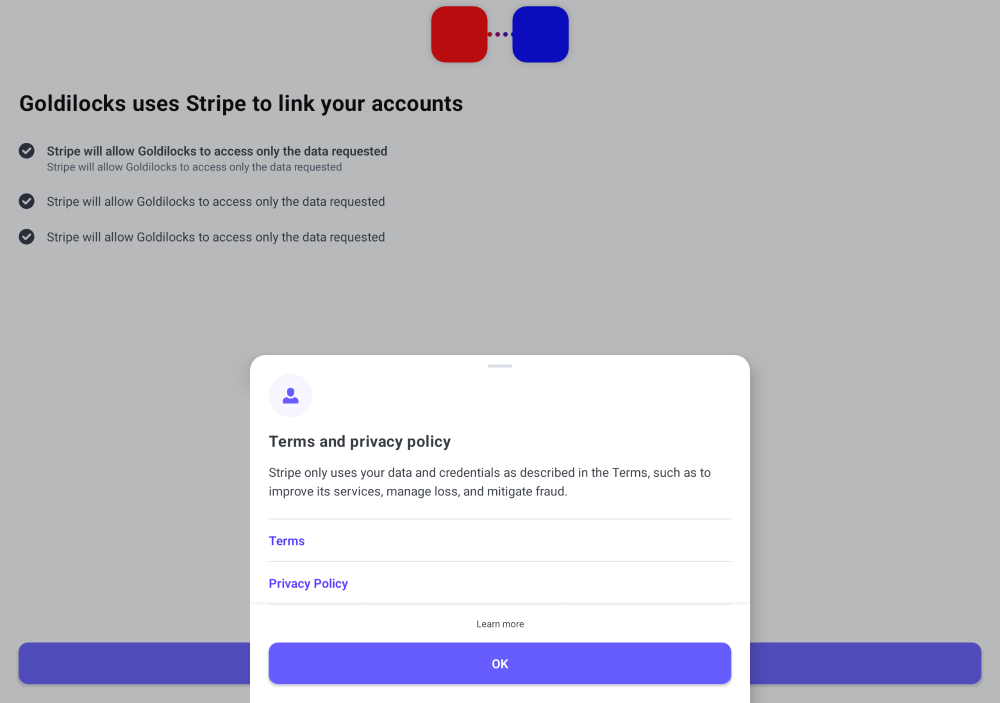 Goldilocks uses Stripe to link your accounts
Stripe will allow Goldilocks to access only the data requested
Stripe will allow Goldilocks to access only the data requested
Stripe will allow Goldilocks to access only the data requested
Stripe will allow Goldilocks to access only the data requested
Terms and privacy policy
Stripe only uses your data and credentials as described in the Terms, such as to
improve its services, manage loss, and mitigate fraud.
Terms
Privacy Policy
Learn more
OK